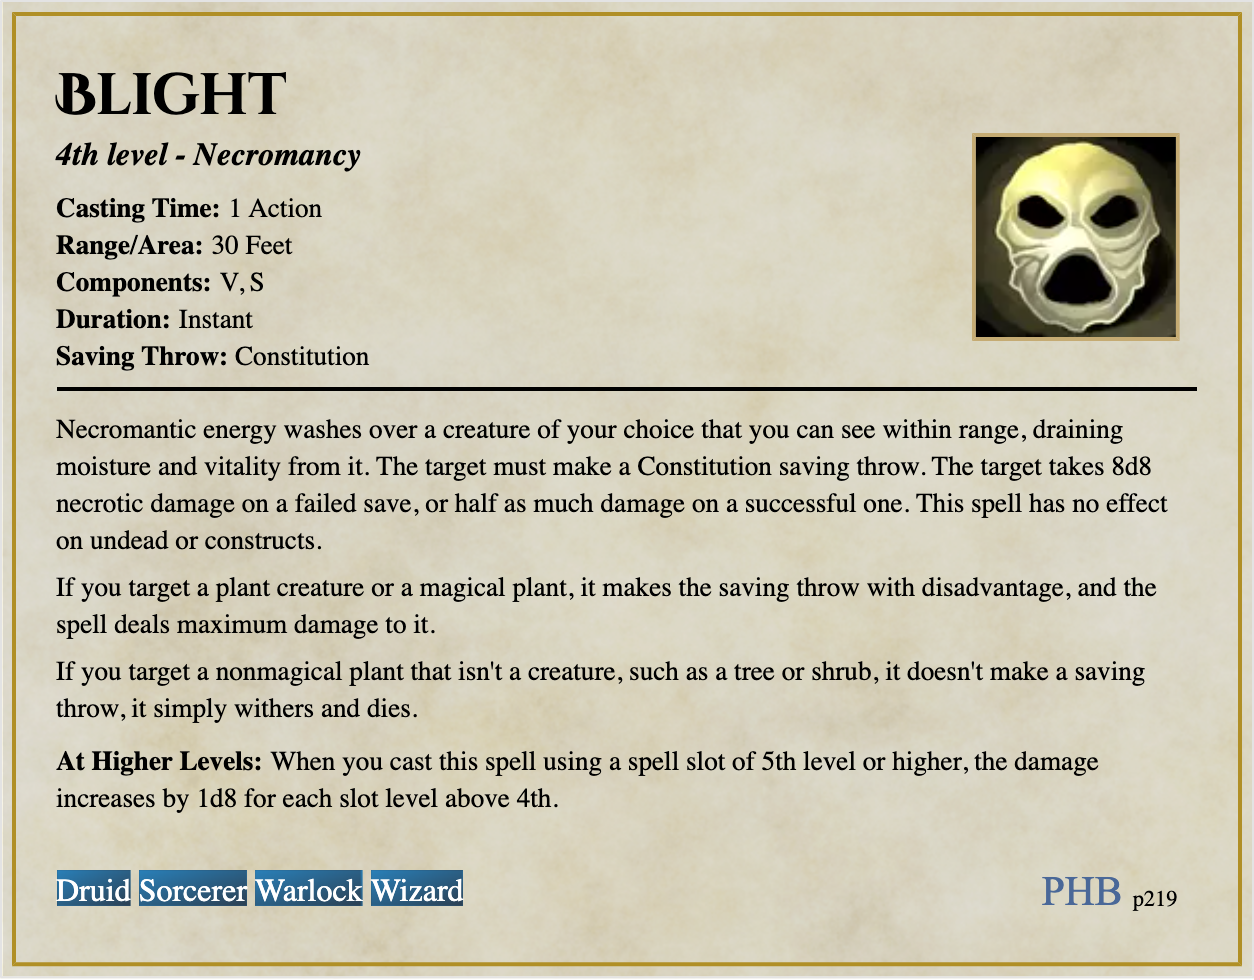 Blight
4th level - Necromancy
Casting Time: 1 Action
Range/Area: 30 Feet
Components: V, S
Duration: Instant
Saving Throw: Constitution
Necromantic energy washes over a creature of your choice that you can see within range, draining
moisture and vitality from it. The target must make a Constitution saving throw. The target takes 8d8
necrotic damage on a failed save, or half as much damage on a successful one. This spell has no effect
on undead or constructs.
If you target a plant creature or a magical plant, it makes the saving throw with disadvantage, and the
spell deals maximum damage to it.
If you target a nonmagical plant that isn't a creature, such as a tree or shrub, it doesn't make a saving
throw, it simply withers and dies.
At Higher Levels: When you cast this spell using a spell slot of 5th level or higher, the damage
increases by 1d8 for each slot level above 4th.
Druid Sorcerer Warlock Wizard PHB p219